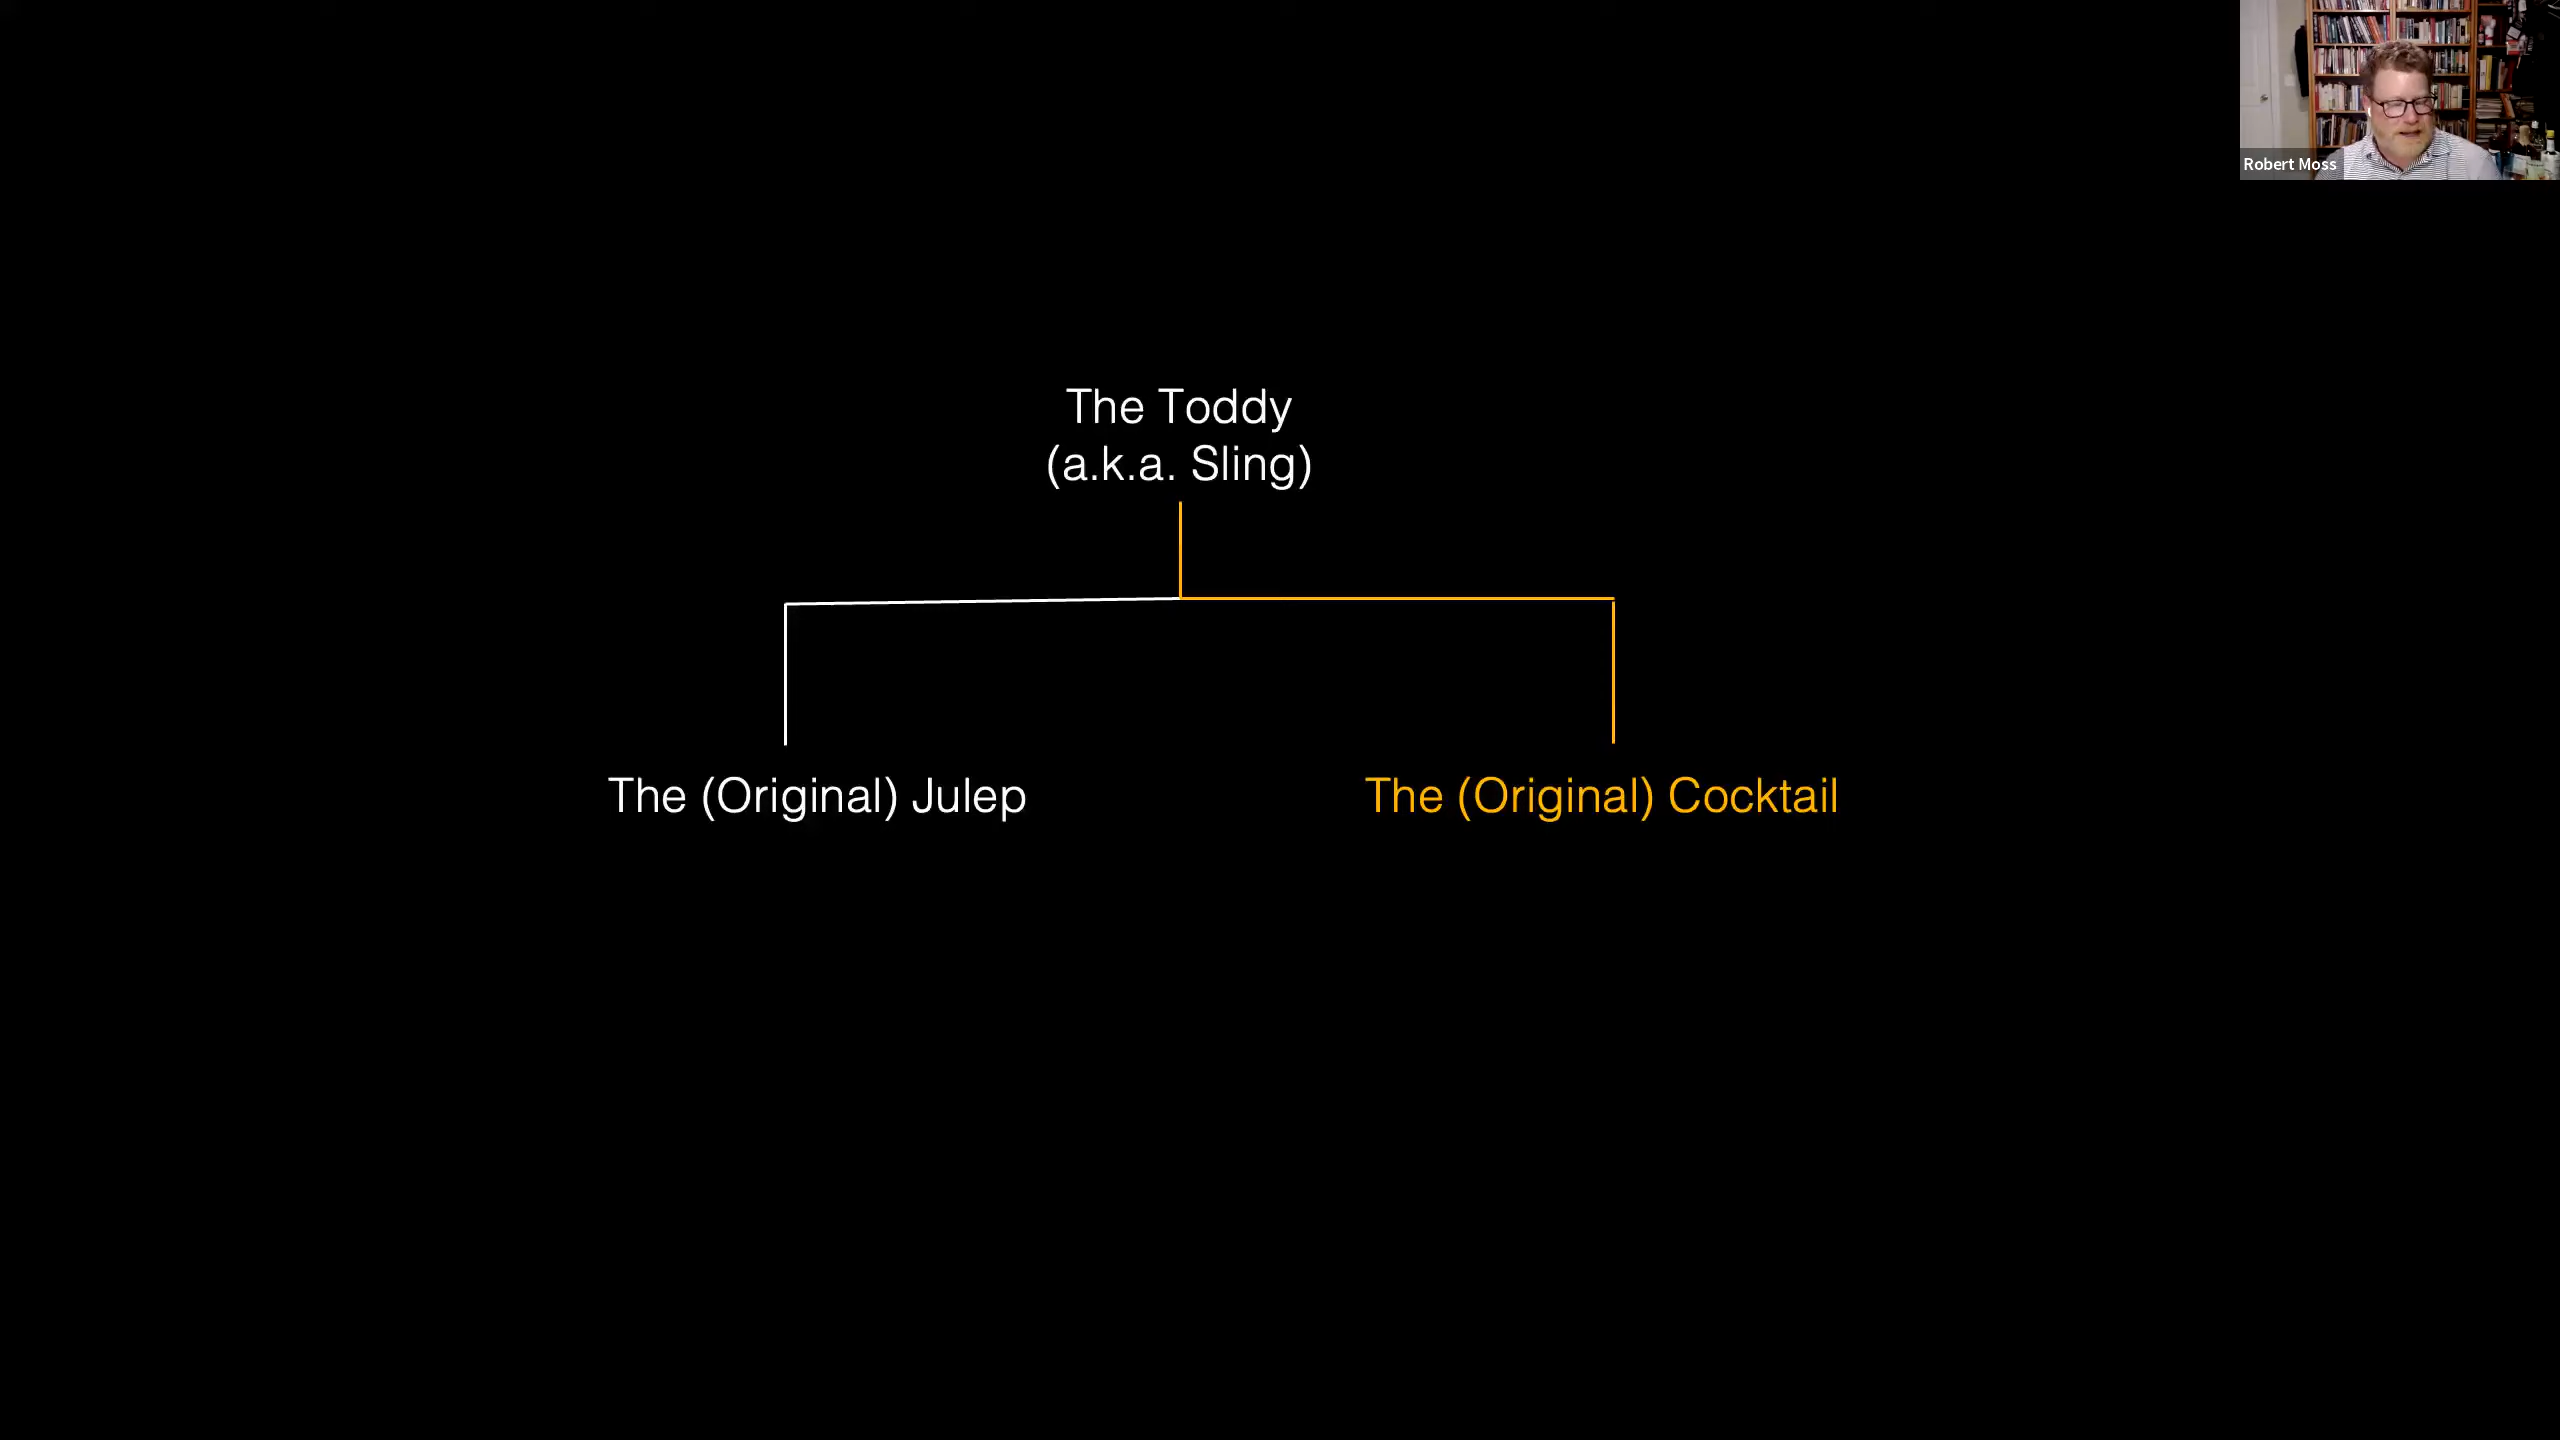 Robert Moss
The Toddy
(a.k.a. Sling)
The (Original) Julep
The (Original) Cocktail